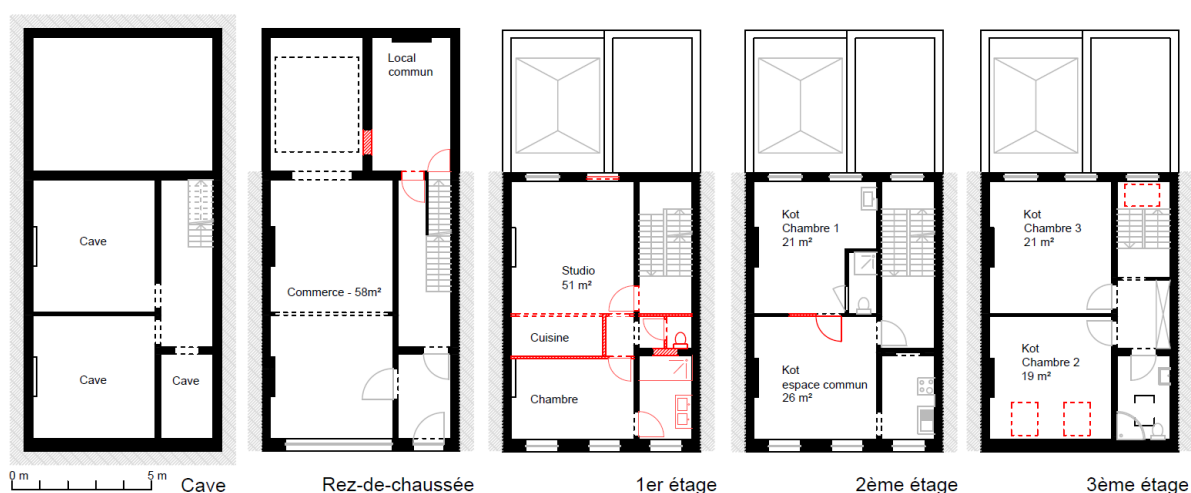 Cave
Cave
Cave
0 m
5 m
Cave
Local
commun
Commerce - 58m²
Rez-de-chaussée
Studio
51 m²
Cuisine
Chambre
1er étage
Kot
Chambre 1
21 m²
Kot
espace commun
26 m²
2ème étage
Kot
Chambre 3
21 m²
Kot
Chambre 2
19 m²
3ème étage